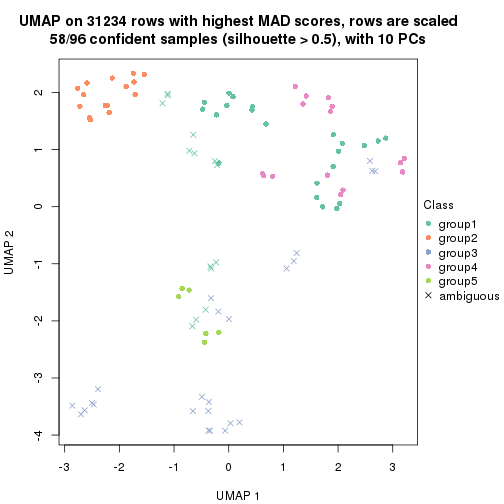 UMAP on 31234 rows with highest MAD scores, rows are scaled
58/96 confident samples (silhouette > 0.5), with 10 PCs
2
1
0
-1
-2
-3
-4
UMAP 2
-3 -2 -1 0 1 2 3
UMAP 1
Class
group1
group2
group3
group4
group5
ambiguous